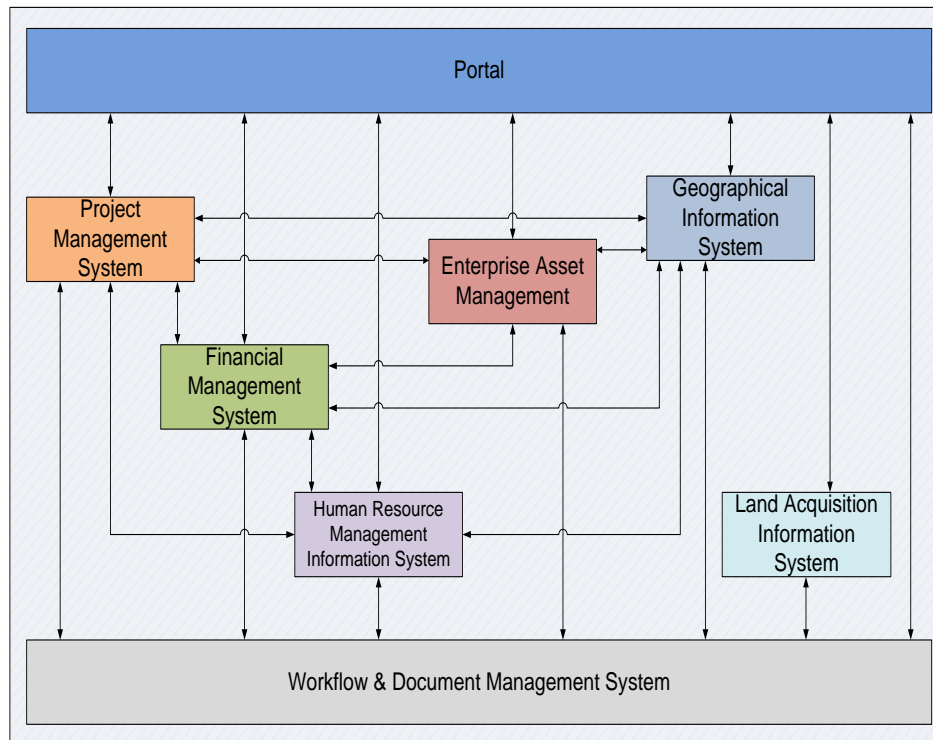 Portal
Project
Management
System
Geographical
Information
System
Enterprise Asset
Management
Financial
Management
System
Human Resource
Management
Information System
Land Acquisition
Information
System
Workflow & Document Management System